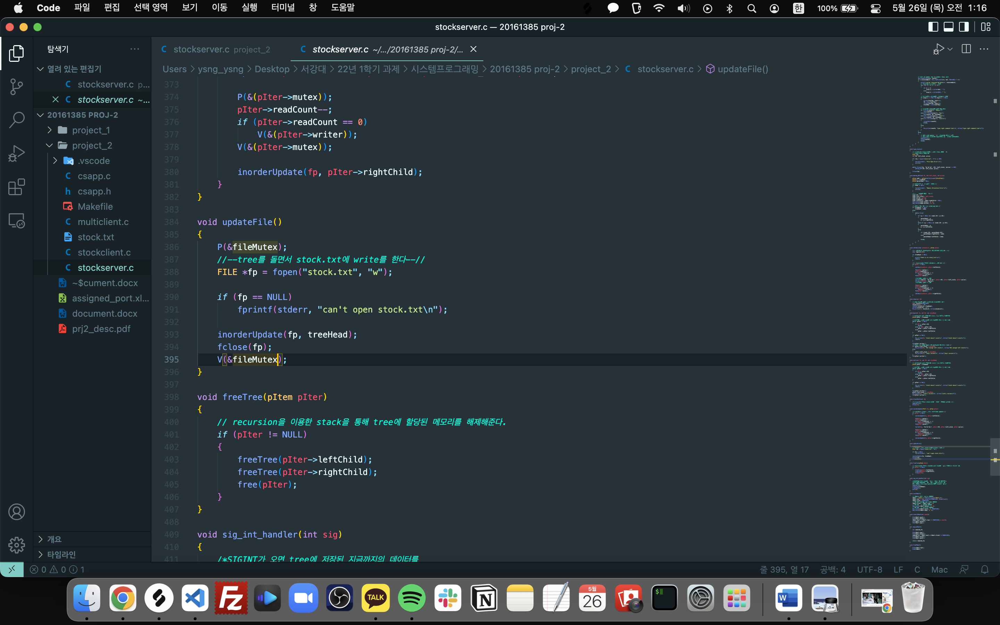 Code 파일 편집 선택 영역 보기 이동 실행 터미널 창 도움말 한 100% 5월 26일 (목) 오전 1:16
stockserver.c — 20161385 proj-2
탐색기
열려 있는 편집기
C stockserver.c p...
C stockserver.c ~...
20161385 PROJ-2
project_1
project_2
.vscode
C csapp.c
h csapp.h
Makefile
C multiclient.c
stock.txt
C stockclient.c
C stockserver.c
~$cument.docx
assigned_port.xl...
document.docx
prj2_desc.pdf
개요
타임라인
C stockserver.c project_2
C stockserver.c ~/.../20161385 proj-2/...
Users > ysng_ysng > Desktop > 서강대 > 22년 1학기 과제 > 시스템프로그래밍 > 20161385 proj-2 > project_2 > C stockserver.c > updateFile()
373
374 P(&(pIter->mutex));
375 pIter->readCount--;
376 if (pIter->readCount == 0)
377 V(&(pIter->writer));
378 V(&(pIter->mutex));
379
380 inorderUpdate(fp, pIter->rightChild);
381 }
382 }
383
384 void updateFile()
385 {
386 P(&fileMutex);
387 //--tree를 돌면서 stock.txt에 write를 한다--//
388 FILE *fp = fopen("stock.txt", "w");
389
390 if (fp == NULL)
391 fprintf(stderr, "can't open stock.txt\n");
392
393 inorderUpdate(fp, treeHead);
394 fclose(fp);
395 V(&fileMutex);
396 }
397
398 void freeTree(pItem pIter)
399 {
400 // recursion을 이용한 stack을 통해 tree에 할당된 메모리를 해제해준다.
401 if (pIter != NULL)
402 {
403 freeTree(pIter->leftChild);
404 freeTree(pIter->rightChild);
405 free(pIter);
406 }
407 }
408
409 void sig_int_handler(int sig)
410 {
411 /*SIGINT가 오면 tree에 저장된 지금까지의 데이터를
0 0 1 줄 395, 열 17 공백: 4 UTF-8 LF C Mac
Fz
TALK
N
5월
26
$
W